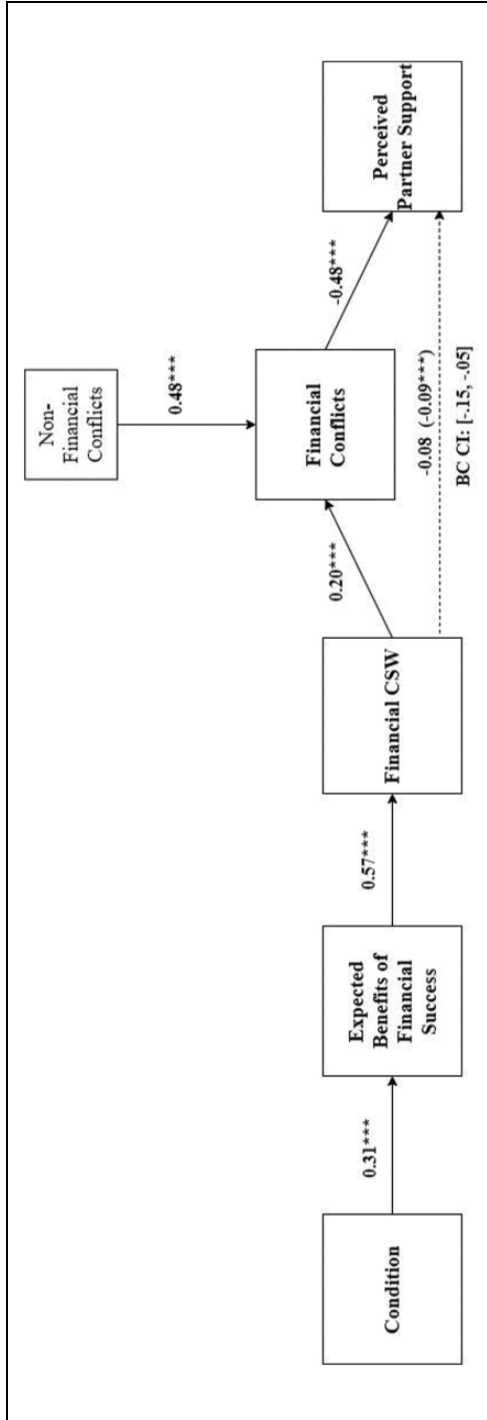 Condition
0.31***
Expected
Benefits of
Financial
Success
0.57***
Financial CSW
0.20***
Non-
Financial
Conflicts
0.48***
Financial
Conflicts
-0.48***
Perceived
Partner Support
-0.08 (-0.09***)
BC CI: [-.15, -.05]